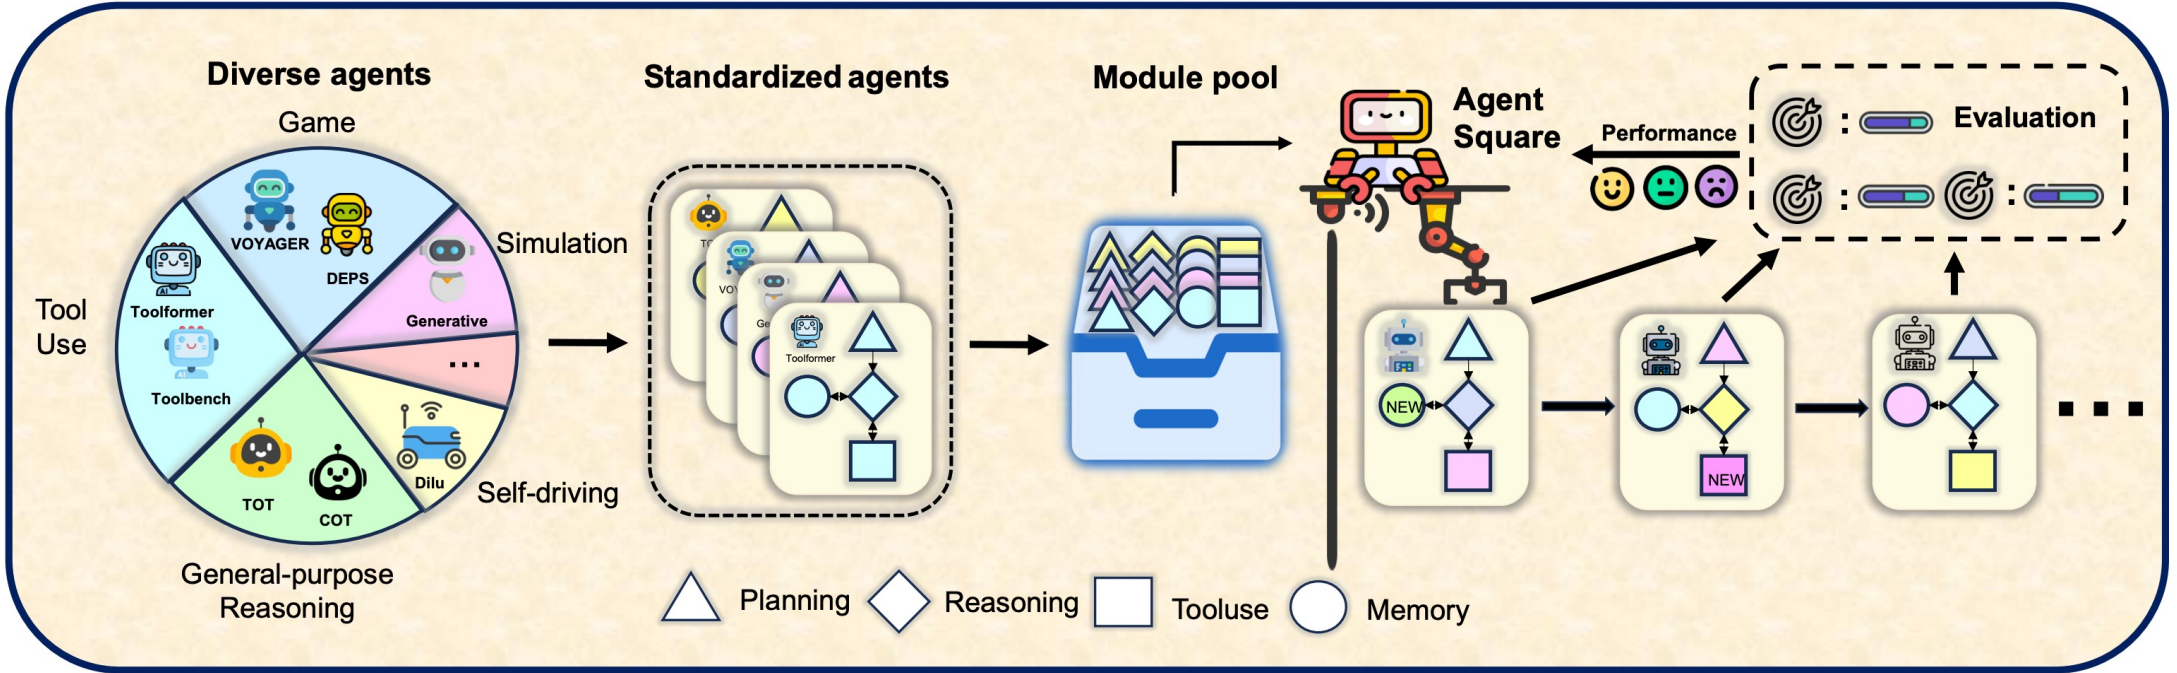 Diverse agents
Game
VOYAGER
DEPS
Simulation
Generative
...
Tool
Use
Toolformer
Toolbench
TOT
COT
Dilu
Self-driving
General-purpose
Reasoning
Standardized agents
Toolformer
Module pool
Agent
Square
Performance
Evaluation
:
:
:
NEW
NEW
...
Planning
Reasoning
Tooluse
Memory